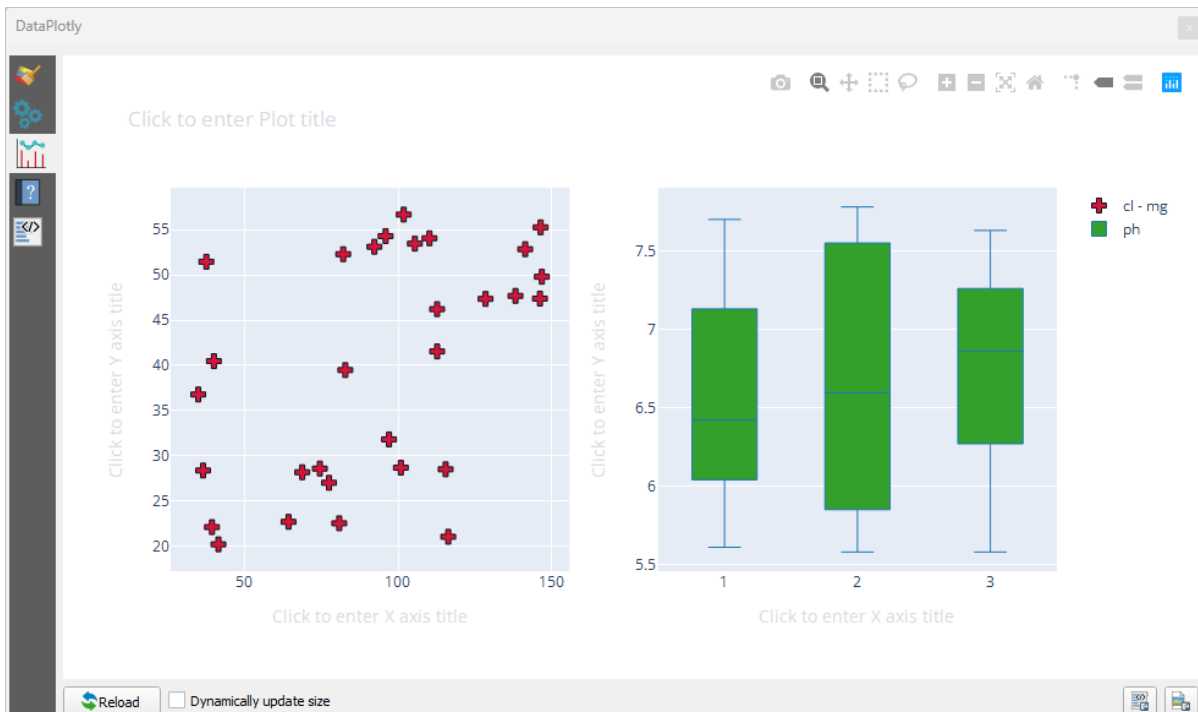 DataPlotly
x
Click to enter Plot title
Click to enter Y axis title
55
50
45
40
35
30
25
20
50 100 150
Click to enter X axis title
Click to enter Y axis title
7.5
7
6.5
6
5.5
1 2 3
Click to enter X axis title
cl - mg
ph
?
</>
Reload
Dynamically update size